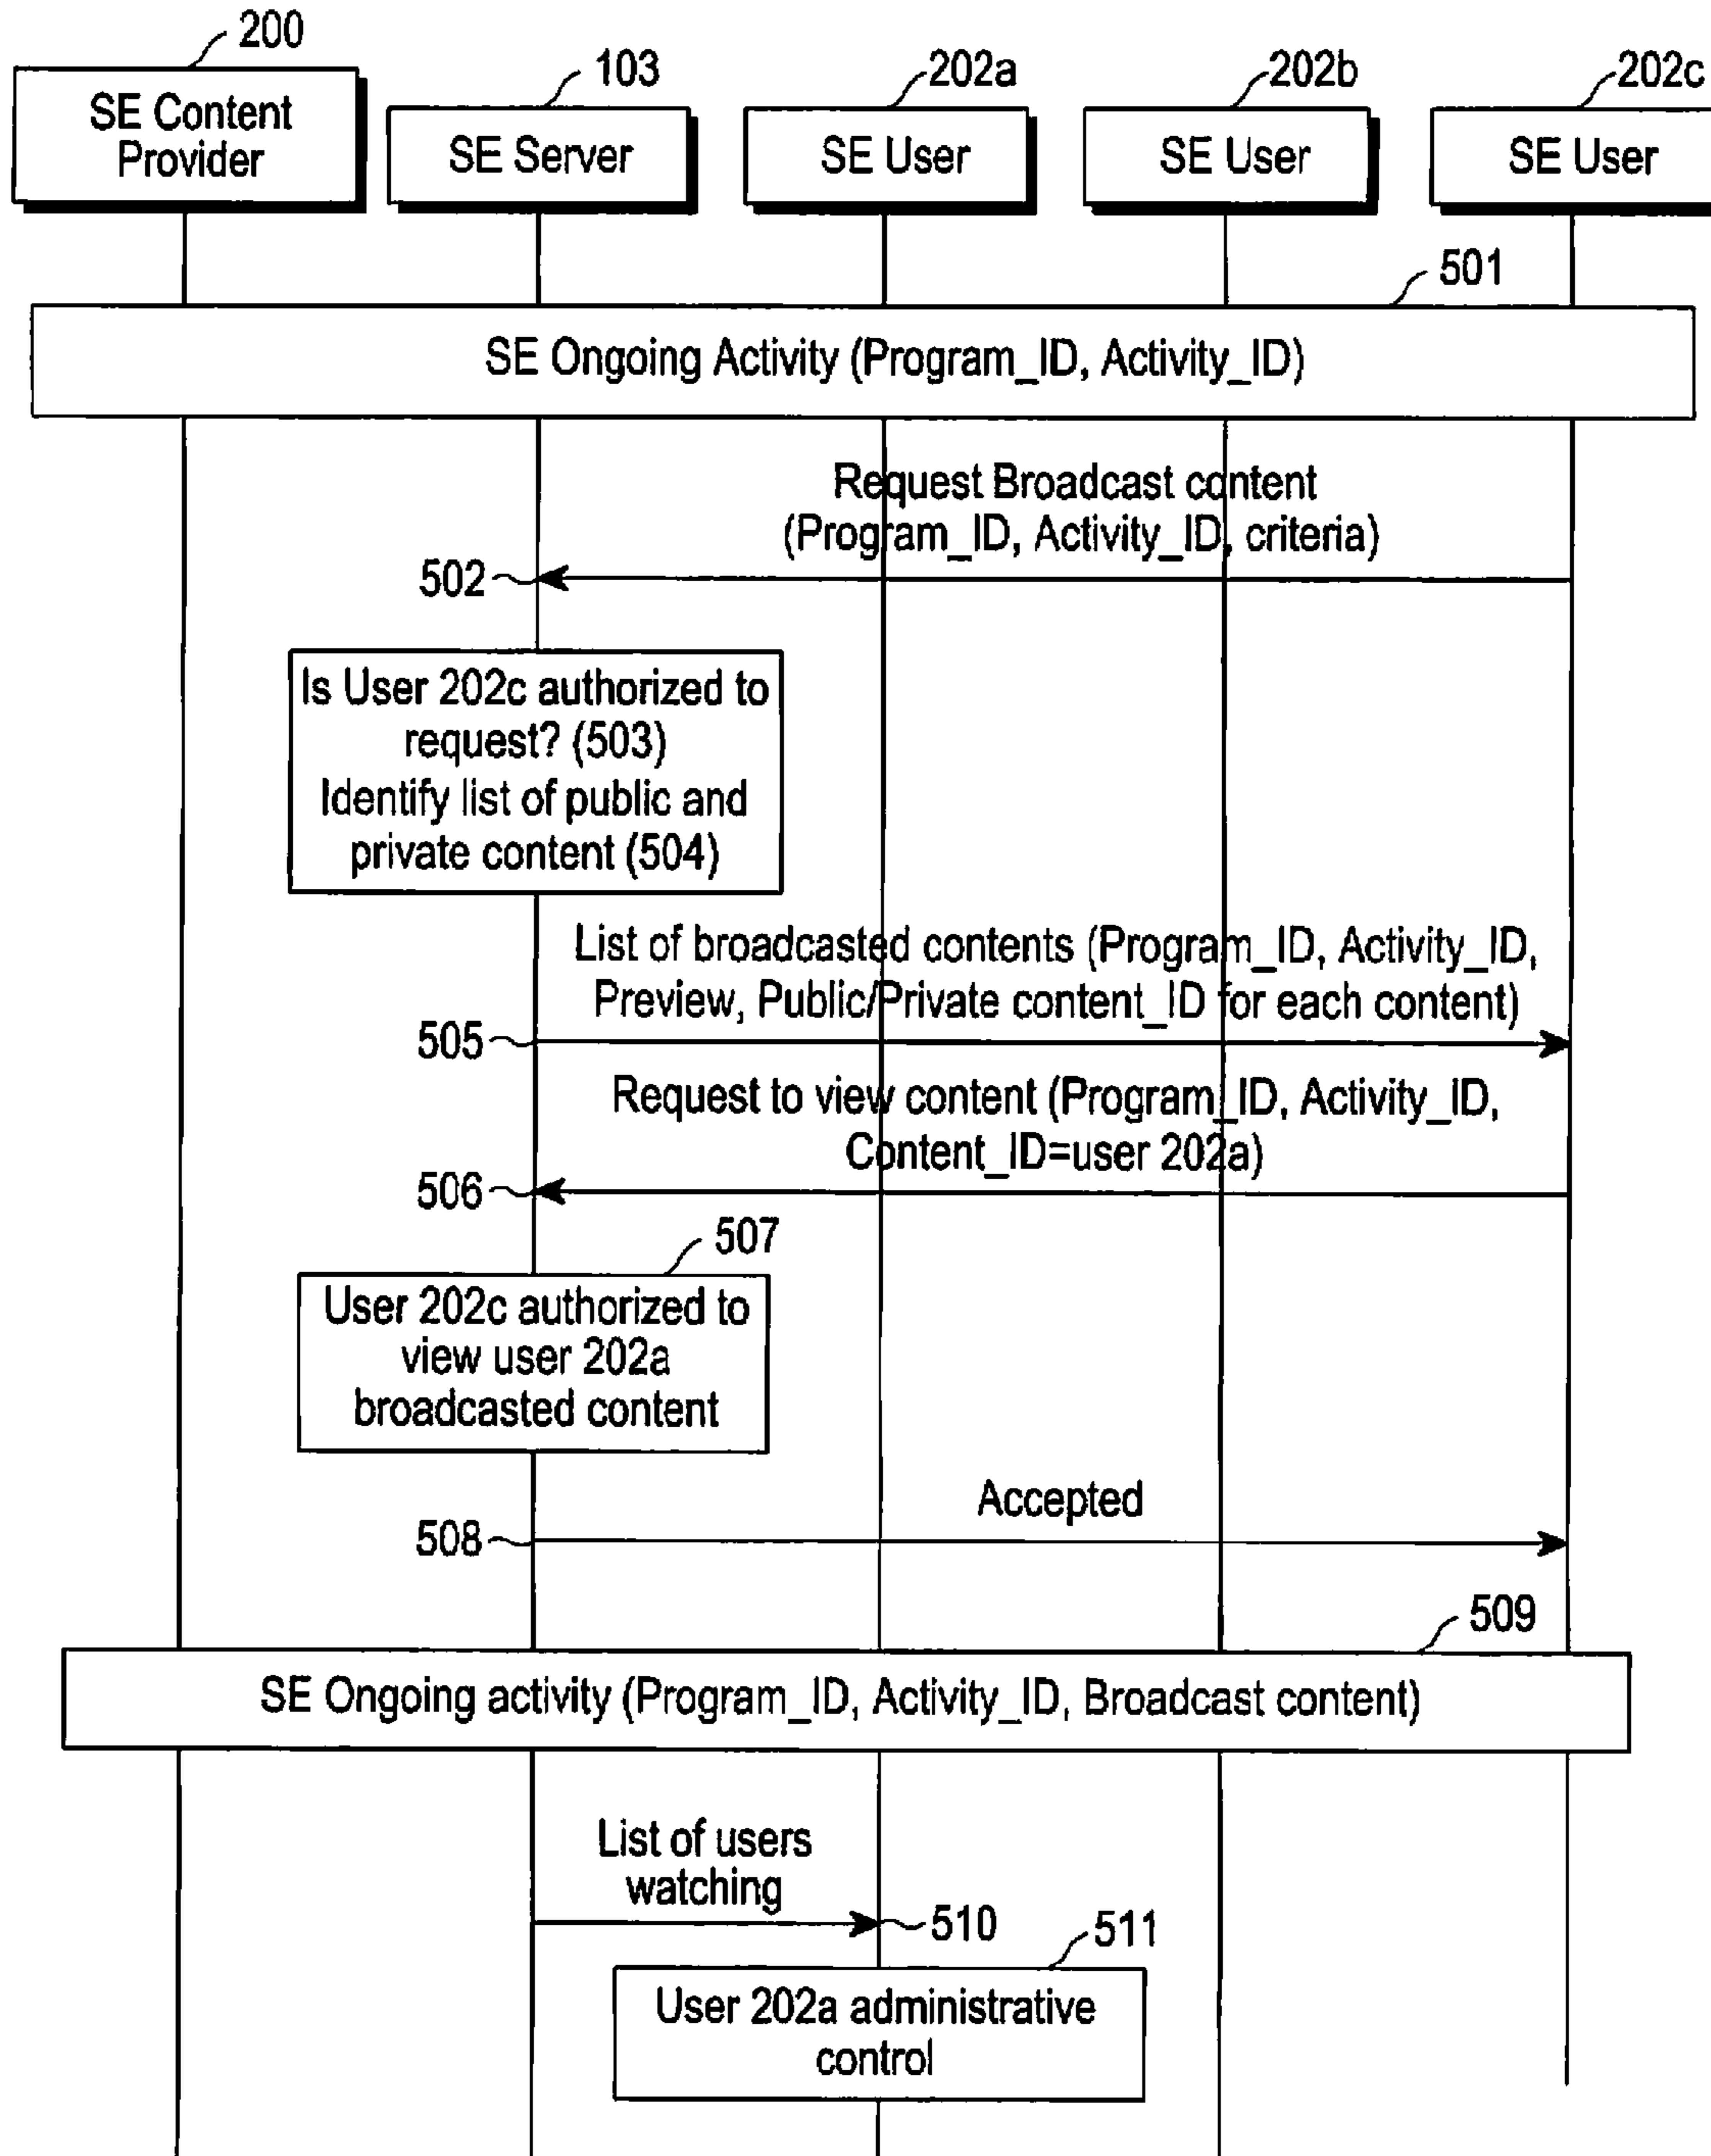 200
103
202a
202b
202c
SE Content
Provider
SE Server
SE User
SE User
SE User
501
SE Ongoing Activity (Program_ID, Activity_ID)
Request Broadcast content
(Program_ID, Activity_ID, criteria)
502
Is User 202c authorized to
request? (503)
Identify list of public and
private content (504)
List of broadcasted contents (Program_ID, Activity_ID,
Preview, Public/Private content_ID for each content)
505
Request to view content (Program_ID, Activity_ID,
Content_ID=user 202a)
506
507
User 202c authorized to
view user 202a
broadcasted content
Accepted
508
509
SE Ongoing activity (Program_ID, Activity_ID, Broadcast content)
List of users
watching
510
511
User 202a administrative
control